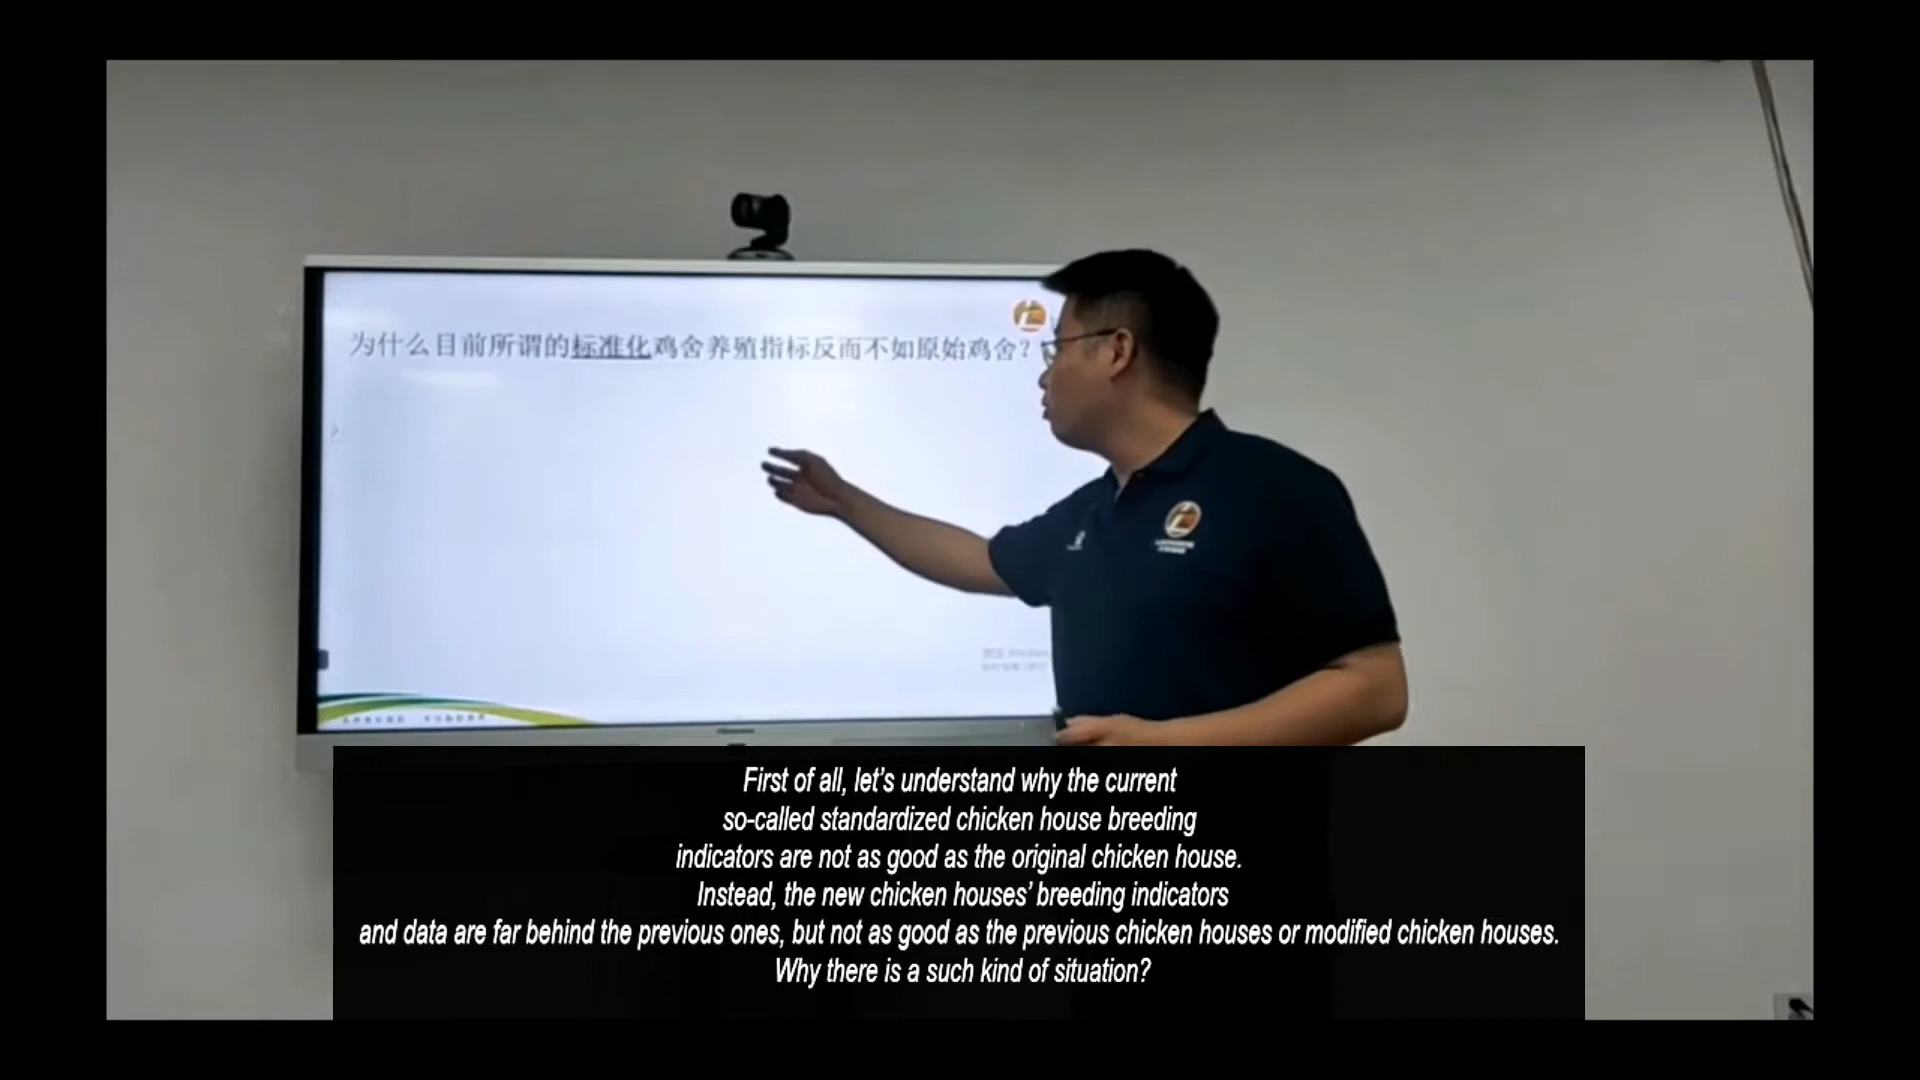 为什么目前所谓的标准化鸡舍养殖指标反而不如原始鸡舍？
First of all, let's understand why the current
so-called standardized chicken house breeding
indicators are not as good as the original chicken house.
Instead, the new chicken houses' breeding indicators
and data are far behind the previous ones, but not as good as the previous chicken houses or modified chicken houses.
Why there is a such kind of situation?